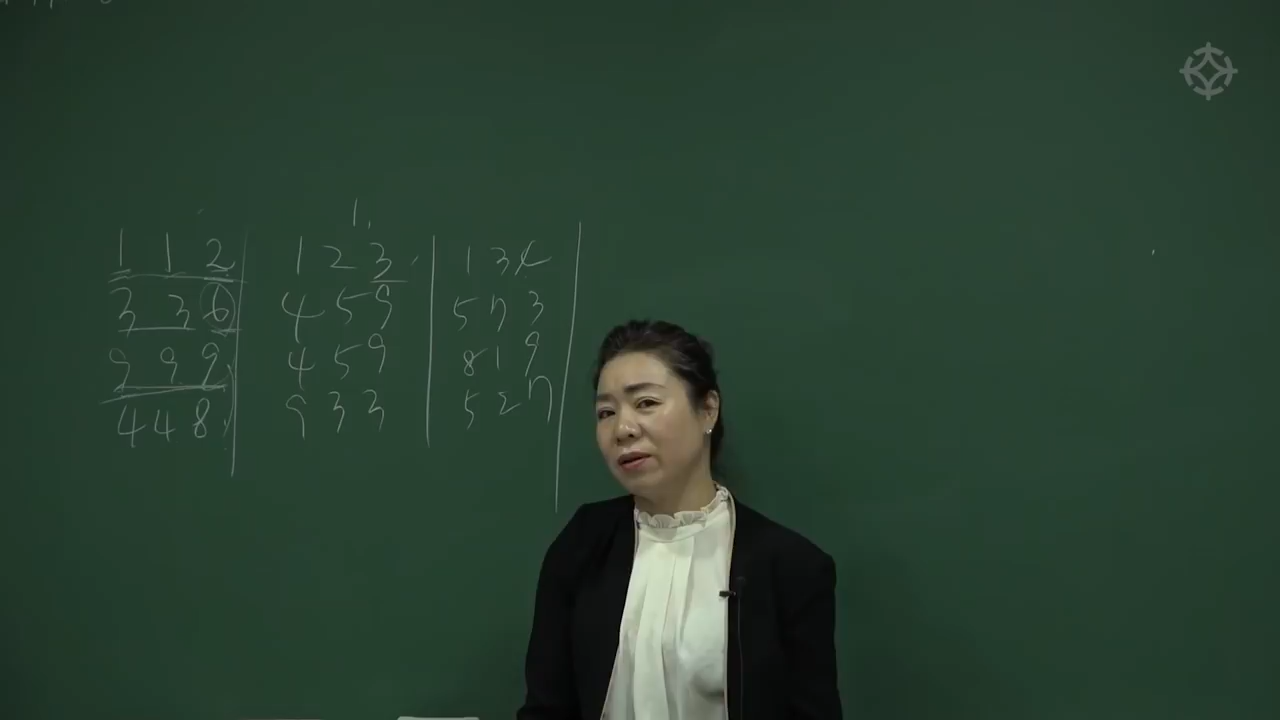 1.
1 1 2 | 1 2 3 | 1 3 4
3 3 6 | 4 5 9 | 5 7 3
9 9 9 | 4 5 9 | 8 1 9
4 4 8 | 9 3 3 | 5 2 7